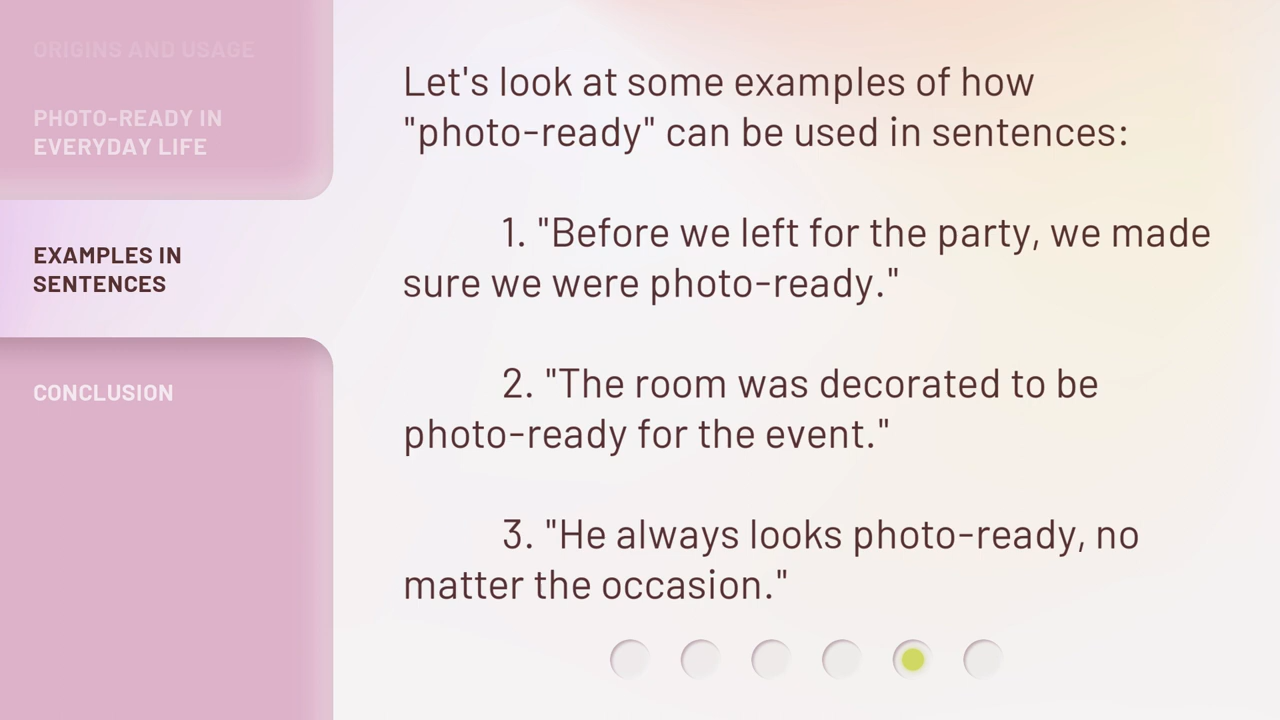 ORIGINS AND USAGE
PHOTO-READY IN
EVERYDAY LIFE
EXAMPLES IN
SENTENCES
CONCLUSION
Let's look at some examples of how
"photo-ready" can be used in sentences:
1. "Before we left for the party, we made
sure we were photo-ready."
2. "The room was decorated to be
photo-ready for the event."
3. "He always looks photo-ready, no
matter the occasion."